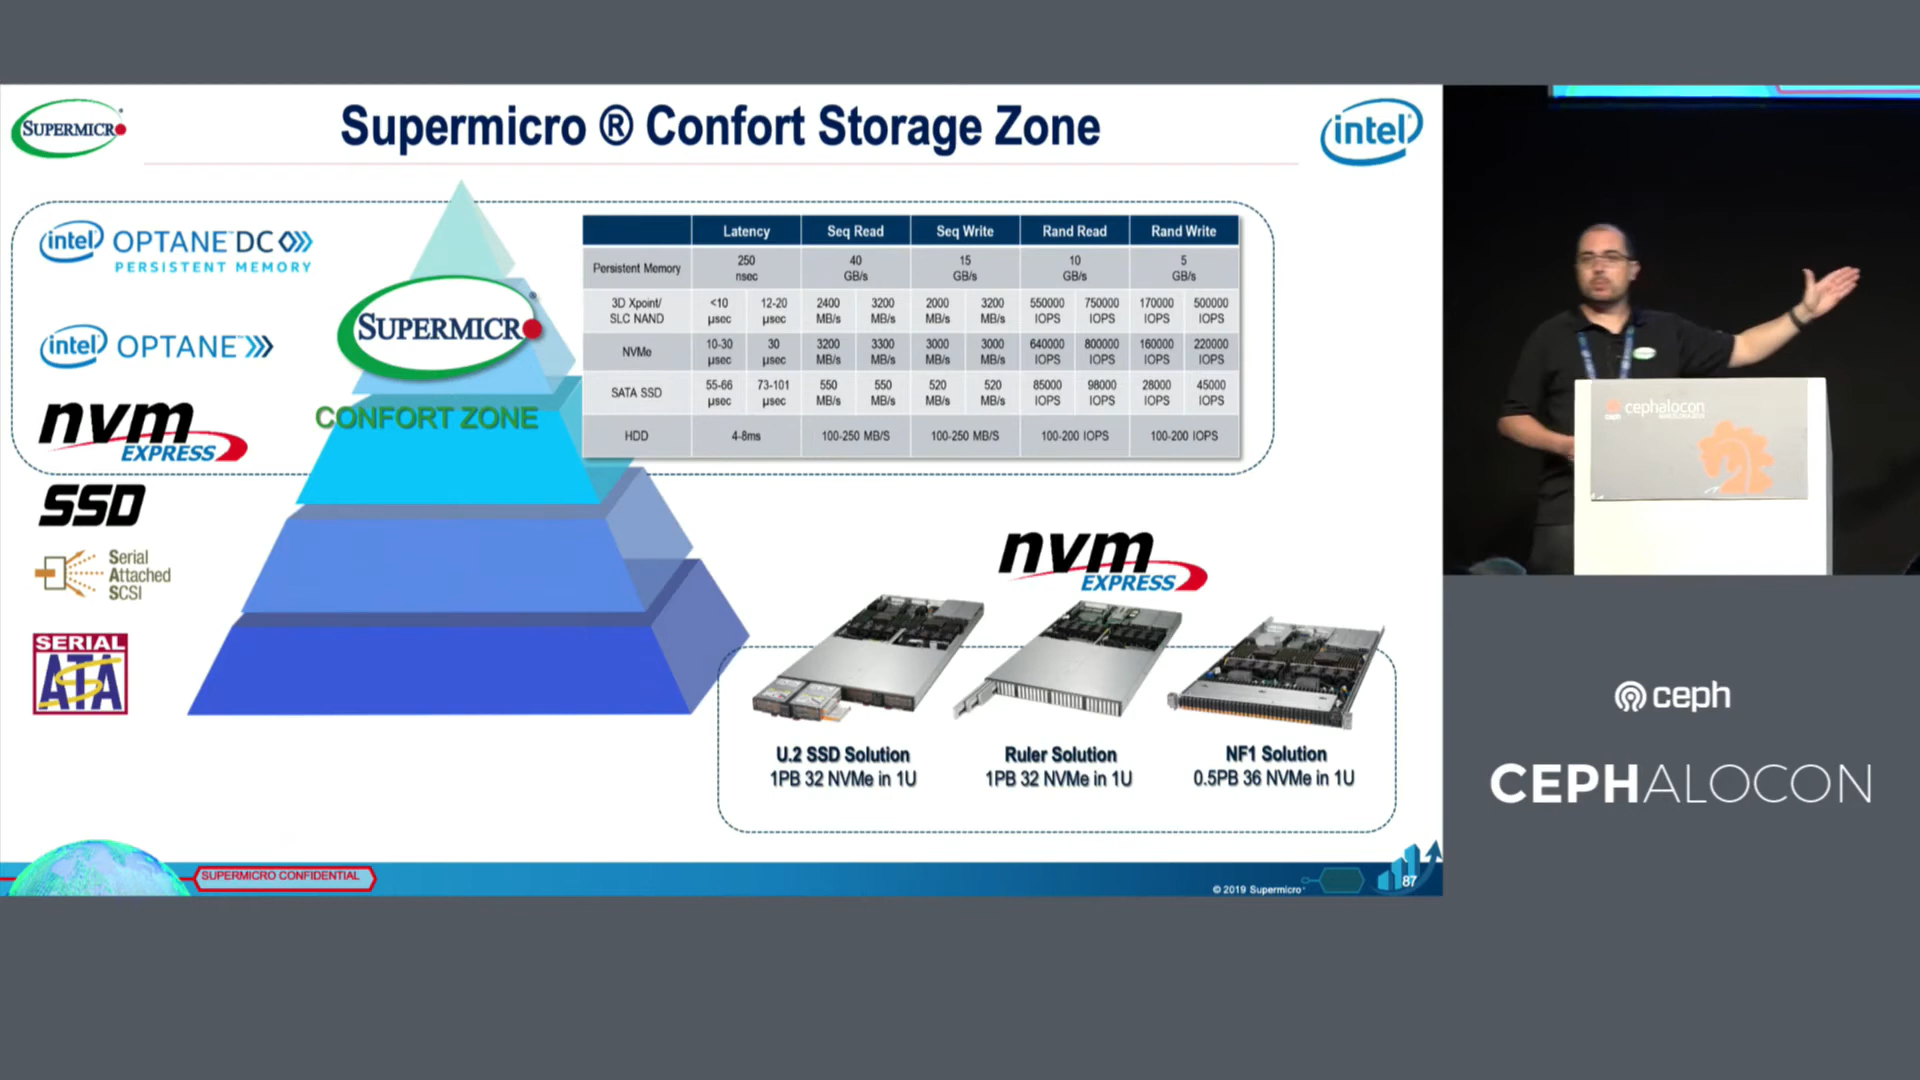 SUPERMICRO
Supermicro ® Confort Storage Zone
intel
intel OPTANE™ DC
PERSISTENT MEMORY
intel OPTANE™
nvm
EXPRESS
SSD
Serial
Attached
SCSI
SERIAL
ATA
SUPERMICRO®
CONFORT ZONE
Latency Seq Read Seq Write Rand Read Rand Write
Persistent Memory 250 nsec 40 GB/s 15 GB/s 10 GB/s 5 GB/s
3D Xpoint/ SLC NAND <10 µsec 12-20 µsec 2400 MB/s 3200 MB/s 2000 MB/s 3200 MB/s 550000 IOPS 750000 IOPS 170000 IOPS 500000 IOPS
NVMe 10-30 µsec 30 µsec 3200 MB/s 3300 MB/s 3000 MB/s 3000 MB/s 640000 IOPS 800000 IOPS 160000 IOPS 220000 IOPS
SATA SSD 55-66 µsec 73-101 µsec 550 MB/s 550 MB/s 520 MB/s 520 MB/s 85000 IOPS 98000 IOPS 28000 IOPS 45000 IOPS
HDD 4-8ms 100-250 MB/S 100-250 MB/S 100-200 IOPS 100-200 IOPS
nvm
EXPRESS
U.2 SSD Solution
1PB 32 NVMe in 1U
Ruler Solution
1PB 32 NVMe in 1U
NF1 Solution
0.5PB 36 NVMe in 1U
SUPERMICRO CONFIDENTIAL
© 2019 Supermicro
87
ceph
cephalocon
ceph
CEPHALOCON